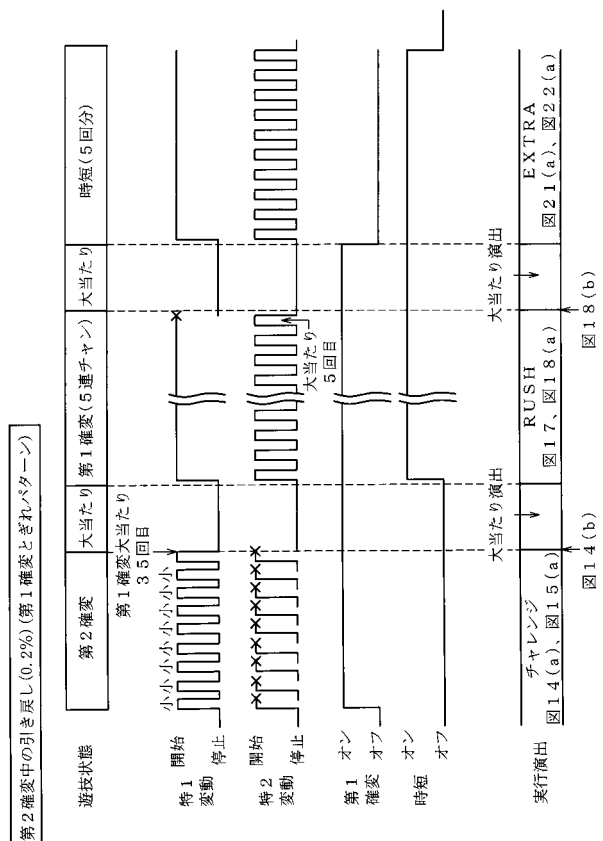 第２確変中の引き戻し(0.2%)(第１確変とぎれパターン)
遊技状態
第２確変
大当たり
第１確変(５連チャン)
大当たり
時短(５回分)
第１確変大当たり
３５回目
小小小小小小小小
特１
変動
開始
停止
×
特２
変動
開始
停止
××××××××
大当たり
５回目
第１
確変
オン
オフ
時短
オン
オフ
実行演出
チャレンジ
図１４(a)、図１５(a)
大当たり演出
RUSH
図１７、図１８(a)
大当たり演出
EXTRA
図２１(a)、図２２(a)
図１４(b)
図１８(b)